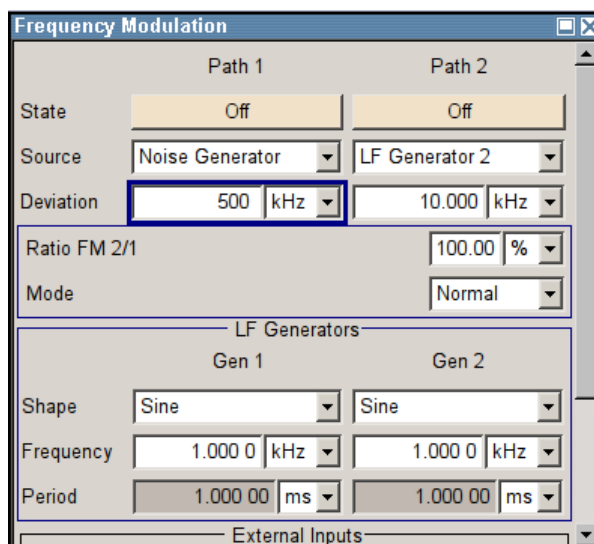 Frequency Modulation
Path 1 Path 2
State Off Off
Source Noise Generator LF Generator 2
Deviation 500 kHz 10.000 kHz
Ratio FM 2/1 100.00 %
Mode Normal
LF Generators
Gen 1 Gen 2
Shape Sine Sine
Frequency 1.000 0 kHz 1.000 0 kHz
Period 1.000 00 ms 1.000 00 ms
External Inputs